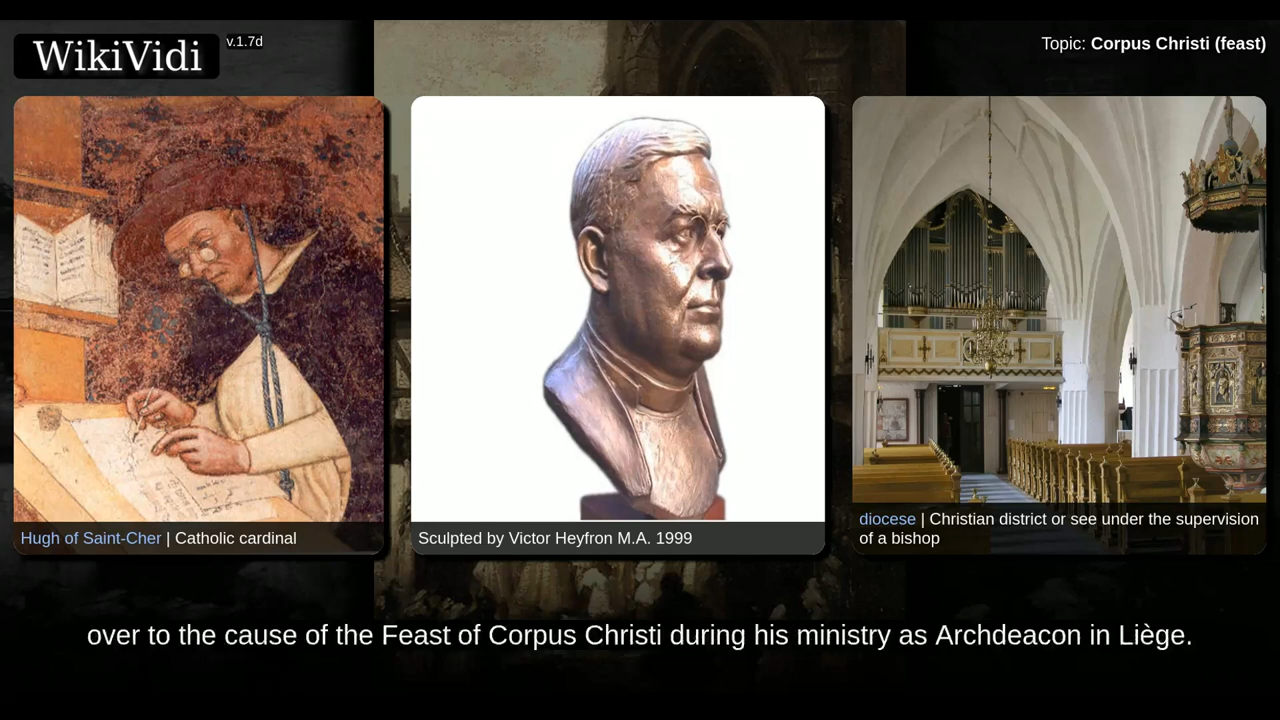 WikiVidi
v.1.7d
Topic: Corpus Christi (feast)
Hugh of Saint-Cher | Catholic cardinal
Sculpted by Victor Heyfron M.A. 1999
diocese | Christian district or see under the supervision
of a bishop
over to the cause of the Feast of Corpus Christi during his ministry as Archdeacon in Liège.